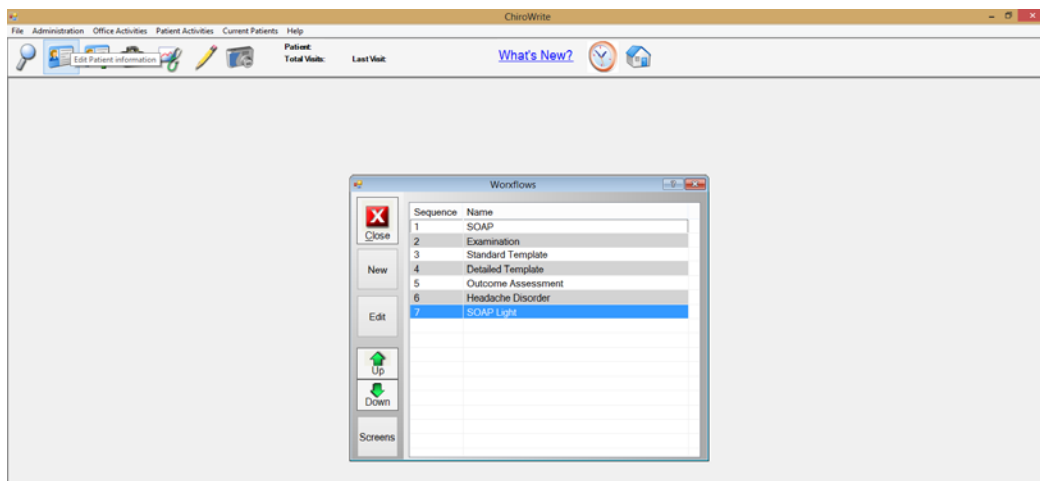 ChiroWrite
File Administration Office Activities Patient Activities Current Patients Help
Edit Patient information
Patient:
Total Visits: Last Visit:
What's New?
Workflows
Close
New
Edit
Up
Down
Screens
Sequence Name
1 SOAP
2 Examination
3 Standard Template
4 Detailed Template
5 Outcome Assessment
6 Headache Disorder
7 SOAP Light